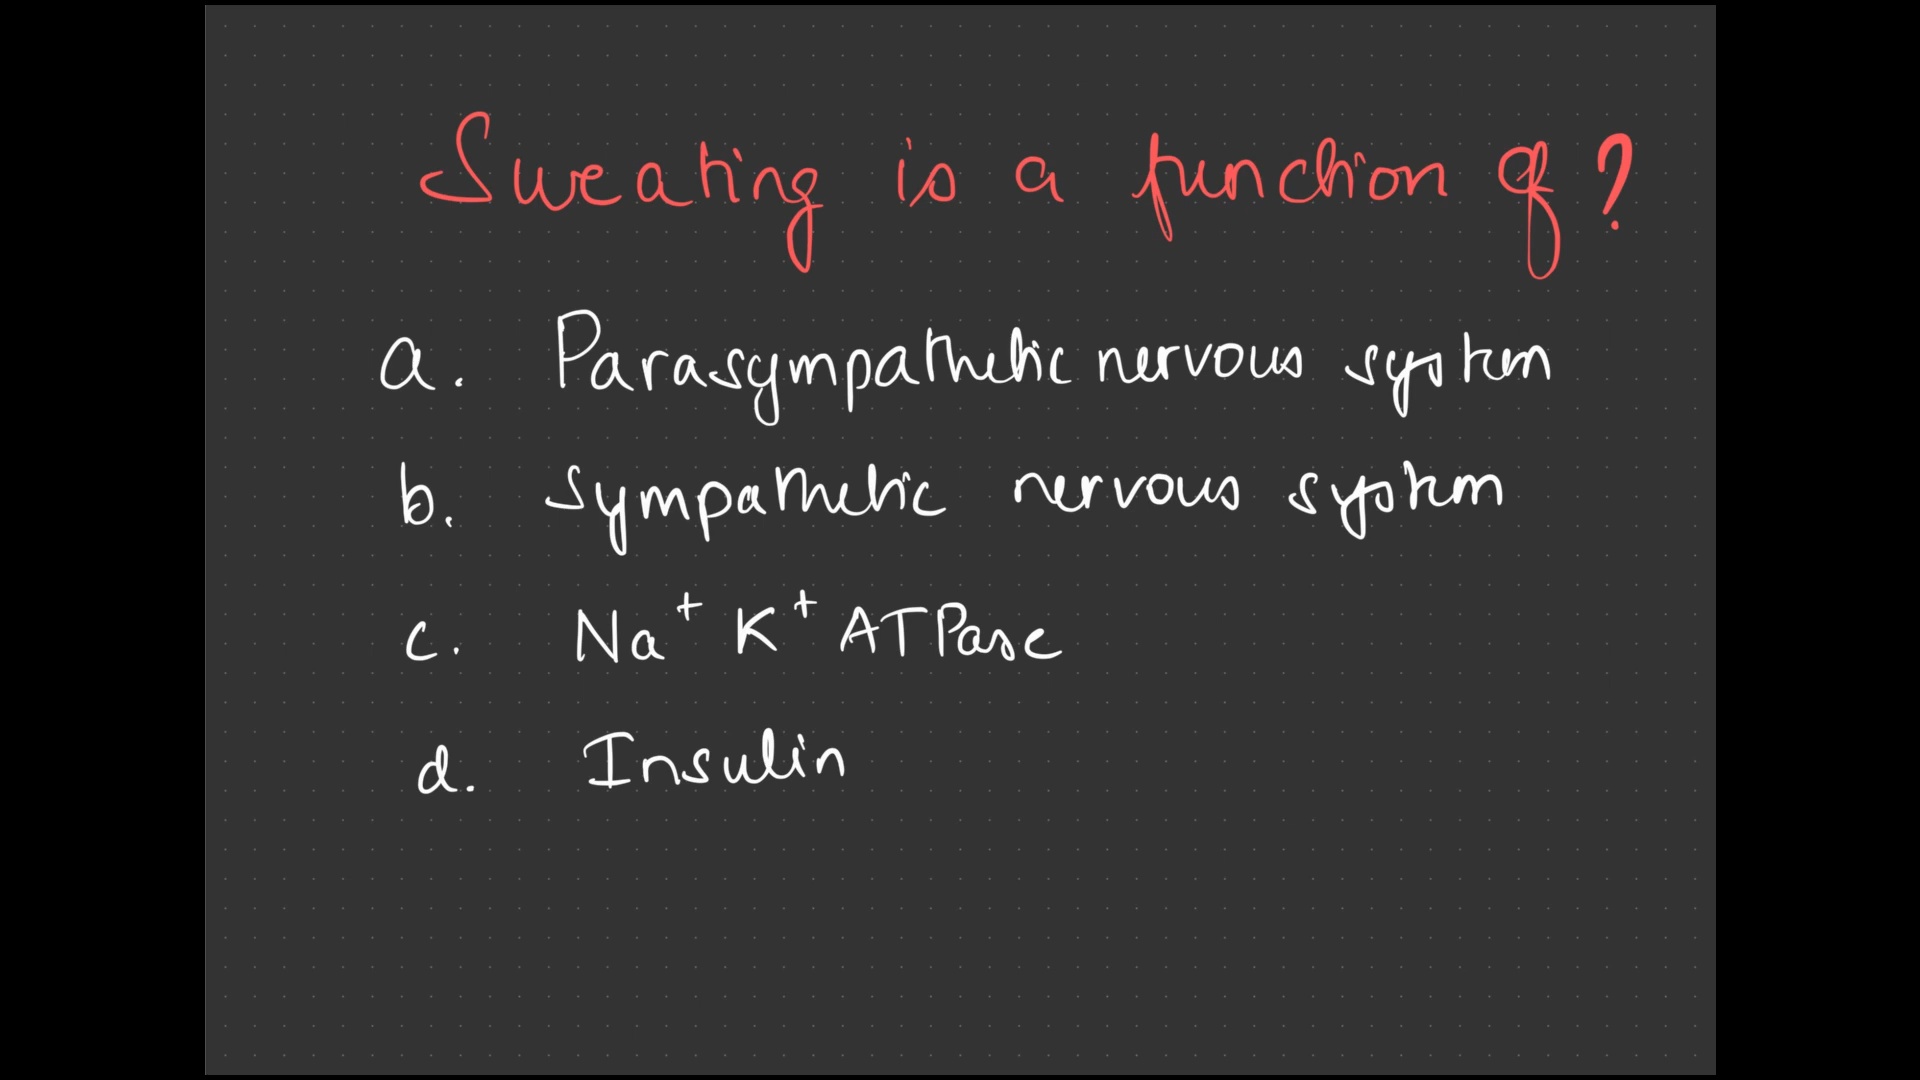 Sweating is a function of?
a. Parasympathetic nervous system
b. Sympathetic nervous system
c. Na⁺ K⁺ ATPase
d. Insulin